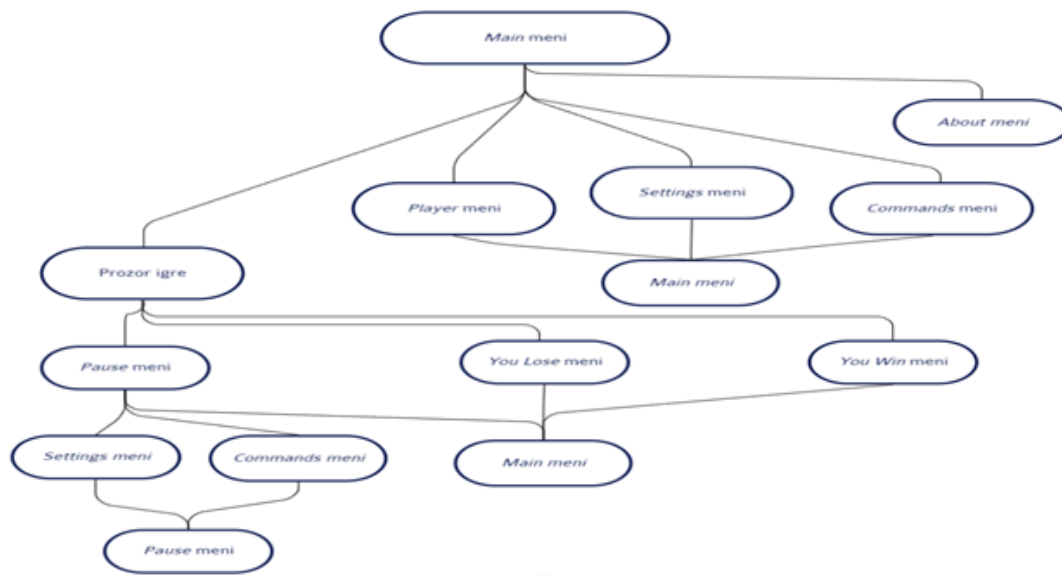 Main meni
About meni
Settings meni
Player meni
Commands meni
Prozor igre
Main meni
Pause meni
You Lose meni
You Win meni
Settings meni
Commands meni
Main meni
Pause meni